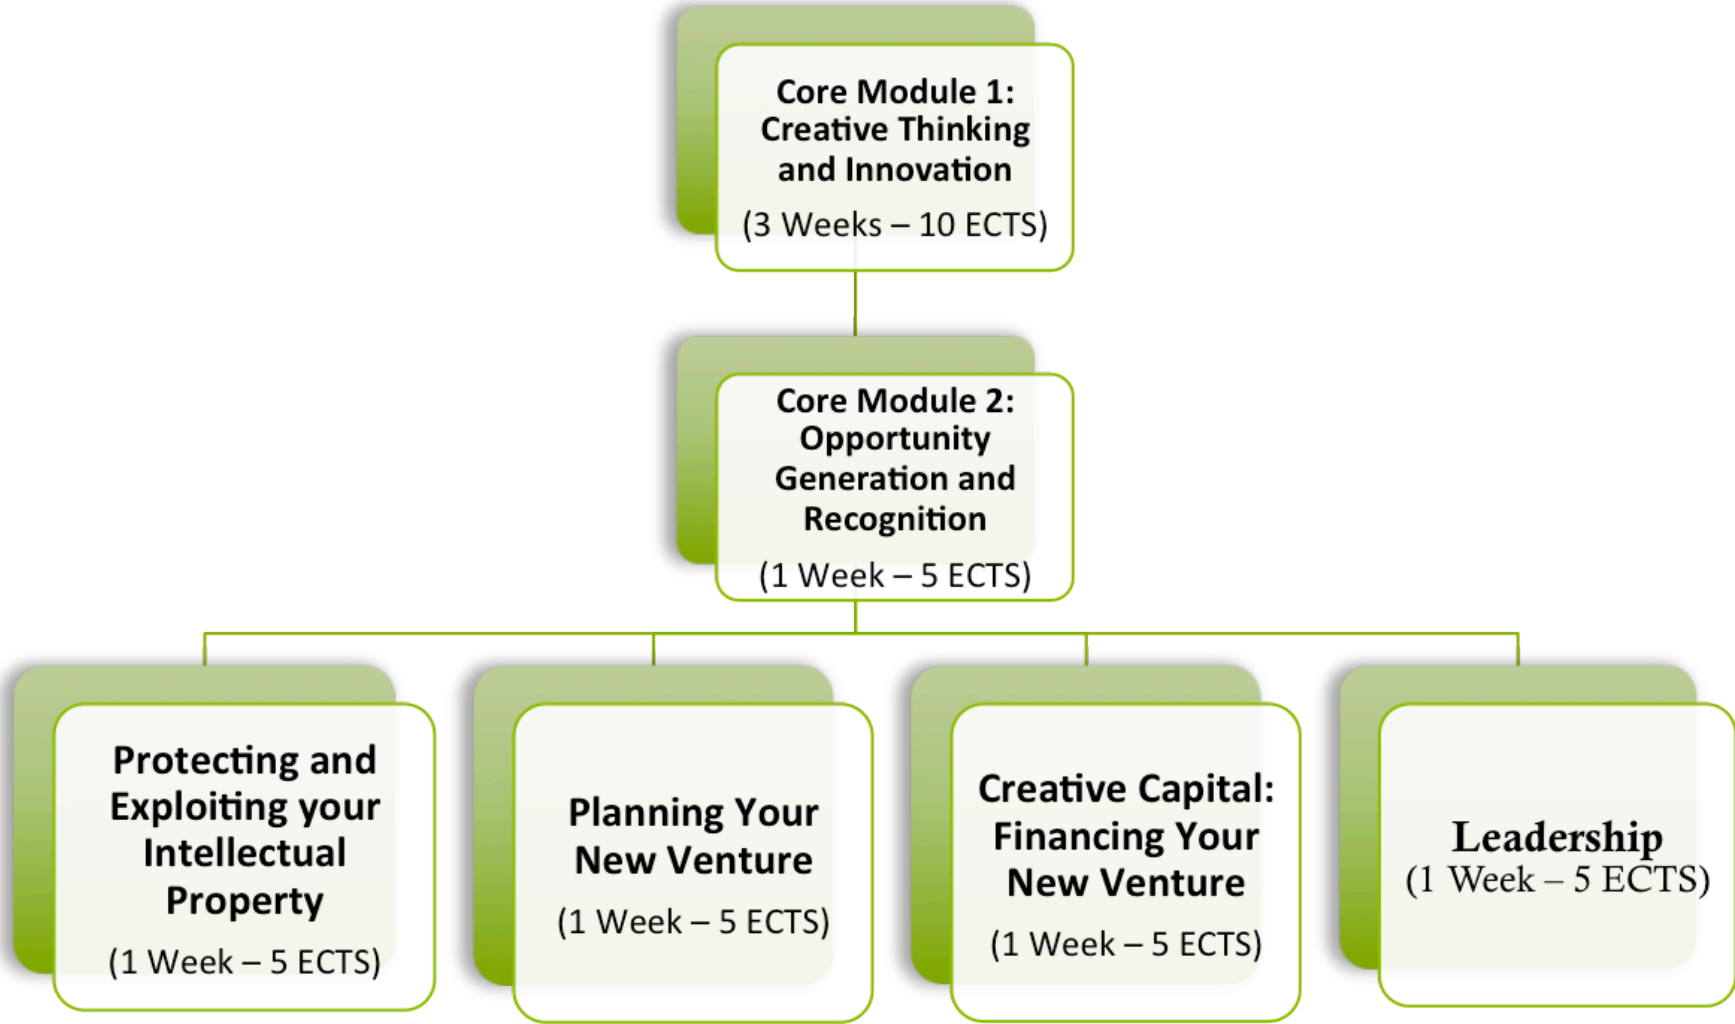 Core Module 1:
Creative Thinking
and Innovation
(3 Weeks – 10 ECTS)
Core Module 2:
Opportunity
Generation and
Recognition
(1 Week – 5 ECTS)
Protecting and
Exploiting your
Intellectual
Property
(1 Week – 5 ECTS)
Planning Your
New Venture
(1 Week – 5 ECTS)
Creative Capital:
Financing Your
New Venture
(1 Week – 5 ECTS)
Leadership
(1 Week – 5 ECTS)